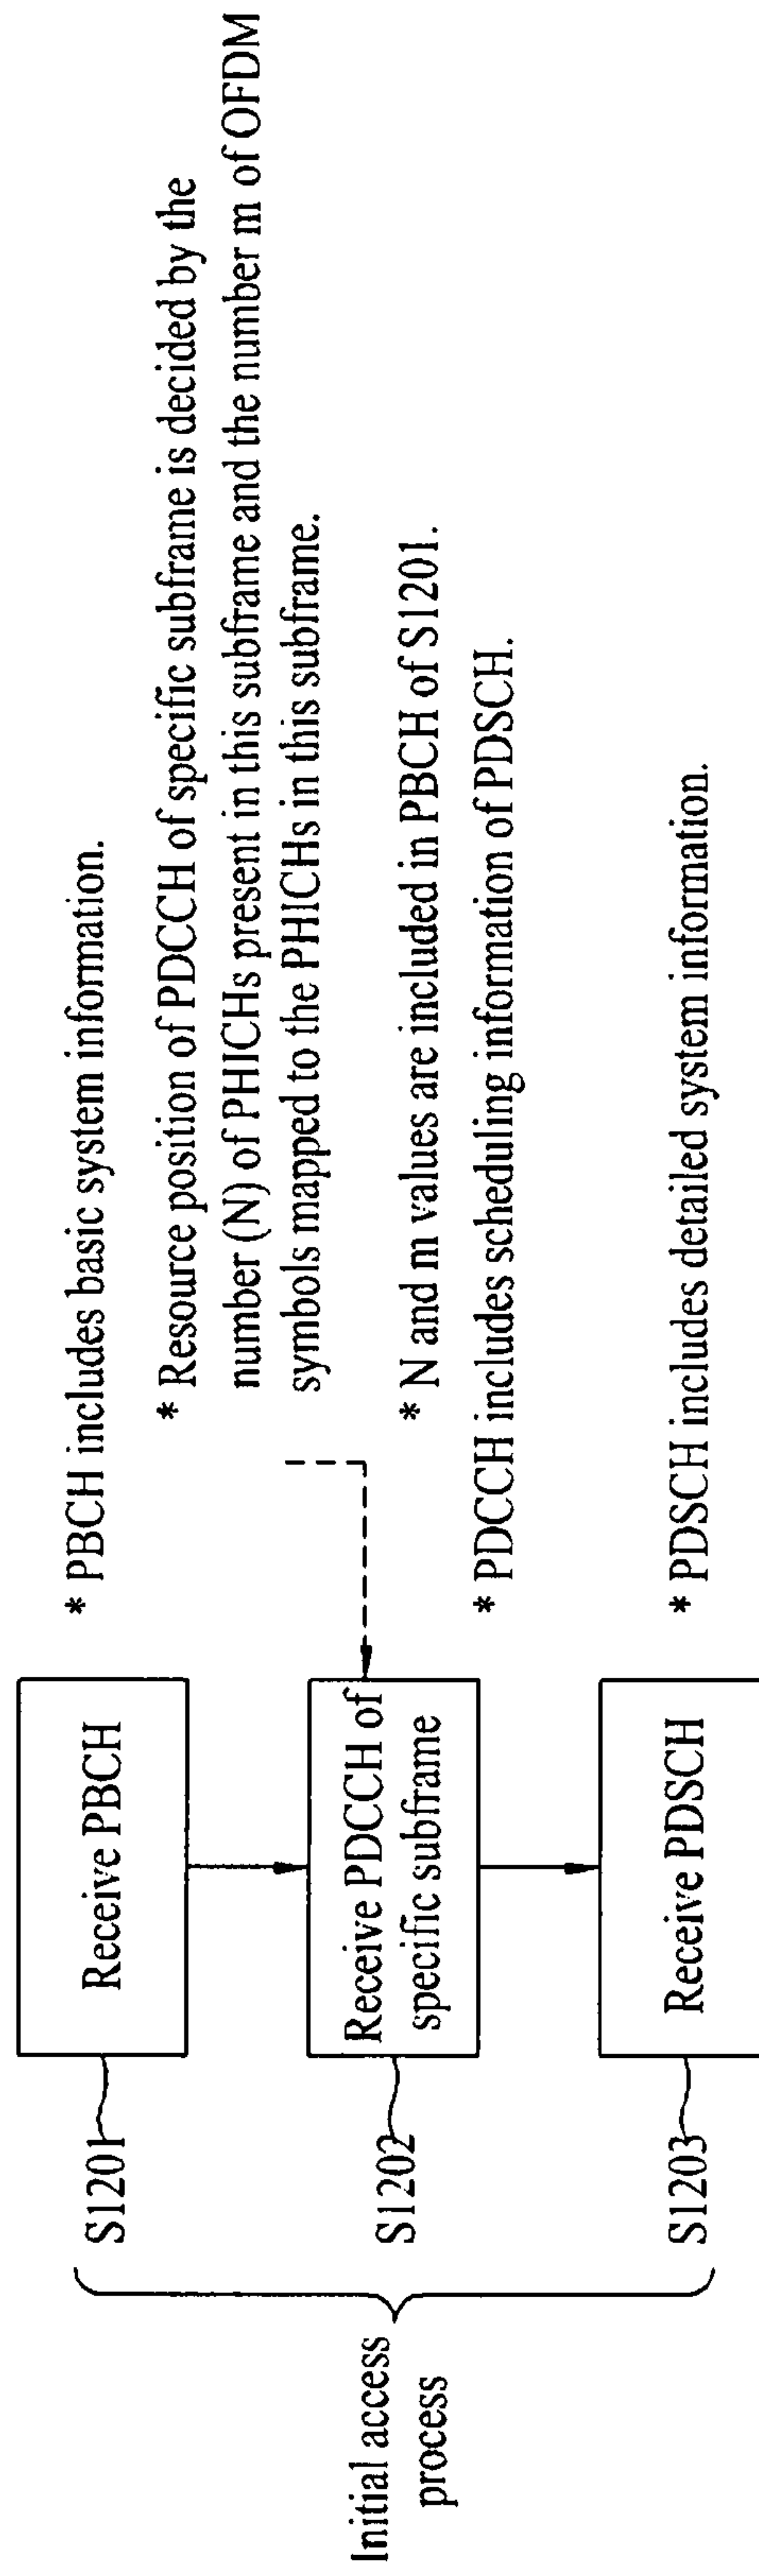 Initial access
process
S1201
Receive PBCH
* PBCH includes basic system information.
* Resource position of PDCCH of specific subframe is decided by the
number (N) of PHICHs present in this subframe and the number m of OFDM
symbols mapped to the PHICHs in this subframe.
S1202
Receive PDCCH of
specific subframe
* N and m values are included in PBCH of S1201.
* PDCCH includes scheduling information of PDSCH.
S1203
Receive PDSCH
* PDSCH includes detailed system information.